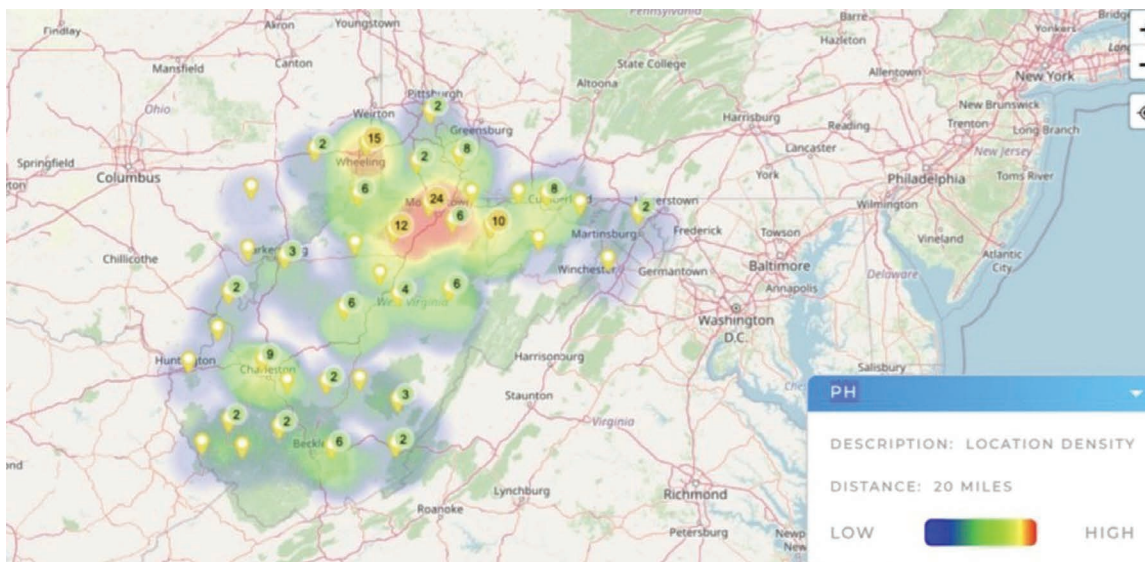 Pennsylvania
Barre
Bridge
Findlay
Akron
Youngstown
Yonkers
Hazleton
Mansfield
Canton
State College
Allentown
New York
Altoona
Ohio
Pittsburgh
Weirton
New Brunswick
2
Harrisburg
Reading
Trenton
Long Branch
15
Greensburg
2
8
Lancaster
New Jersey
Springfield
Wheeling
2
Columbus
York
Philadelphia
Toms River
6
8
24
Wilmington
2
6
10
12
Martinsburg
Frederick
Towson
Vineland
3
Baltimore
Atlantic
City
Chillicothe
Winchester
Germantown
Delaware
Annapolis
2
4
6
6
West Virginia
Washington
D.C.
Harrisonburg
Salisbury
Huntington
9
Charleston
2
3
Staunton
PH
2
2
Virginia
6
2
DESCRIPTION: LOCATION DENSITY
DISTANCE: 20 MILES
Lynchburg
Richmond
Roanoke
Petersburg
LOW
HIGH